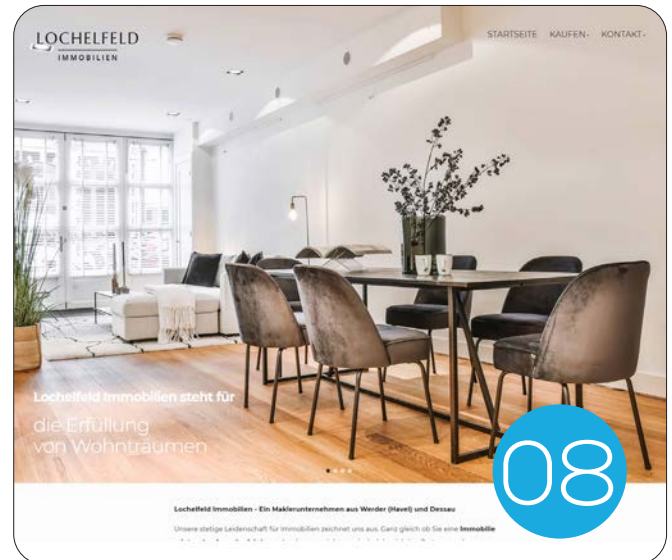 LOCHELFELD
IMMOBILIEN
STARTSEITE KAUFEN KONTAKT
Lochelfeld Immobilien steht für
die Erfüllung
von Wohnträumen
08
Lochelfeld Immobilien - Ein Maklerunternehmen aus Werder (Havel) und Dessau
Unsere stetige Leidenschaft für Immobilien zeichnet uns aus. Ganz gleich ob Sie eine Immobilie